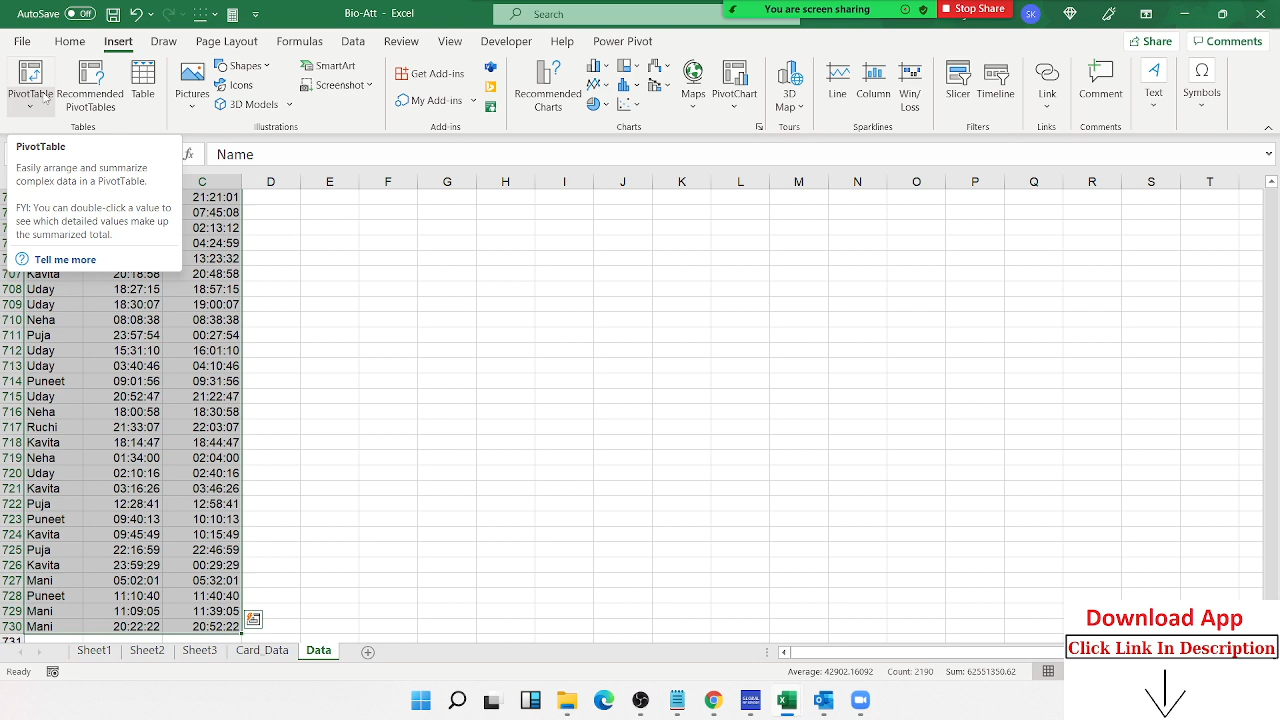 AutoSave Off Bio-Att - Excel Search You are screen sharing Stop Share SK
File Home Insert Draw Page Layout Formulas Data Review View Developer Help Power Pivot Share Comments
PivotTable Recommended PivotTables Table Pictures Shapes Icons 3D Models SmartArt Screenshot Get Add-ins My Add-ins Recommended Charts Maps PivotChart 3D Map Line Column Win/Loss Slicer Timeline Link Comment Text Symbols
Tables Illustrations Add-ins Charts Tours Sparklines Filters Links Comments
PivotTable
Easily arrange and summarize
complex data in a PivotTable.
FYI: You can double-click a value to
see which detailed values make up
the summarized total.
Tell me more
fx Name
C D E F G H I J K L M N O P Q R S T
21:21:01
07:45:08
02:13:12
04:24:59
13:23:32
707 Kavita 20:18:58 20:48:58
708 Uday 18:27:15 18:57:15
709 Uday 18:30:07 19:00:07
710 Neha 08:08:38 08:38:38
711 Puja 23:57:54 00:27:54
712 Uday 15:31:10 16:01:10
713 Uday 03:40:46 04:10:46
714 Puneet 09:01:56 09:31:56
715 Uday 20:52:47 21:22:47
716 Neha 18:00:58 18:30:58
717 Ruchi 21:33:07 22:03:07
718 Kavita 18:14:47 18:44:47
719 Neha 01:34:00 02:04:00
720 Uday 02:10:16 02:40:16
721 Kavita 03:16:26 03:46:26
722 Puja 12:28:41 12:58:41
723 Puneet 09:40:13 10:10:13
724 Kavita 09:45:49 10:15:49
725 Puja 22:16:59 22:46:59
726 Kavita 23:59:29 00:29:29
727 Mani 05:02:01 05:32:01
728 Puneet 11:10:40 11:40:40
729 Mani 11:09:05 11:39:05
730 Mani 20:22:22 20:52:22
731
Sheet1 Sheet2 Sheet3 Card_Data Data
Ready Average: 42902.16092 Count: 2190 Sum: 62551350.62
Download App
Click Link In Description